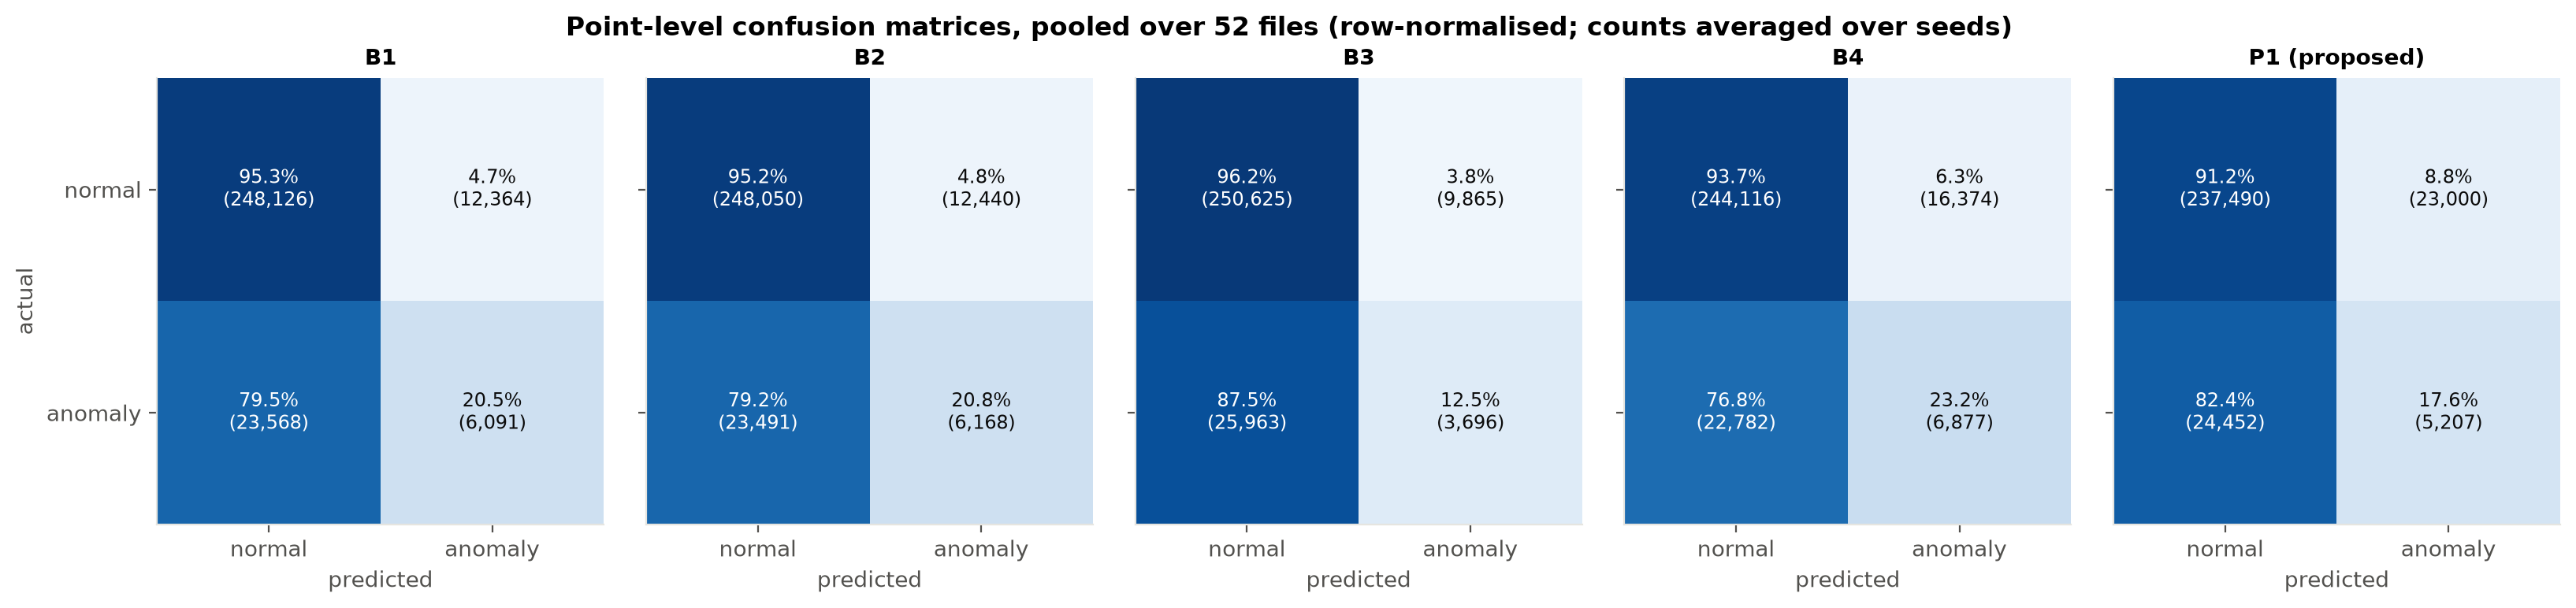 Point-level confusion matrices, pooled over 52 files (row-normalised; counts averaged over seeds)
B1
B2
B3
B4
P1 (proposed)
actual
normal
anomaly
95.3%
(248,126)
4.7%
(12,364)
79.5%
(23,568)
20.5%
(6,091)
normal
anomaly
predicted
95.2%
(248,050)
4.8%
(12,440)
79.2%
(23,491)
20.8%
(6,168)
normal
anomaly
predicted
96.2%
(250,625)
3.8%
(9,865)
87.5%
(25,963)
12.5%
(3,696)
normal
anomaly
predicted
93.7%
(244,116)
6.3%
(16,374)
76.8%
(22,782)
23.2%
(6,877)
normal
anomaly
predicted
91.2%
(237,490)
8.8%
(23,000)
82.4%
(24,452)
17.6%
(5,207)
normal
anomaly
predicted